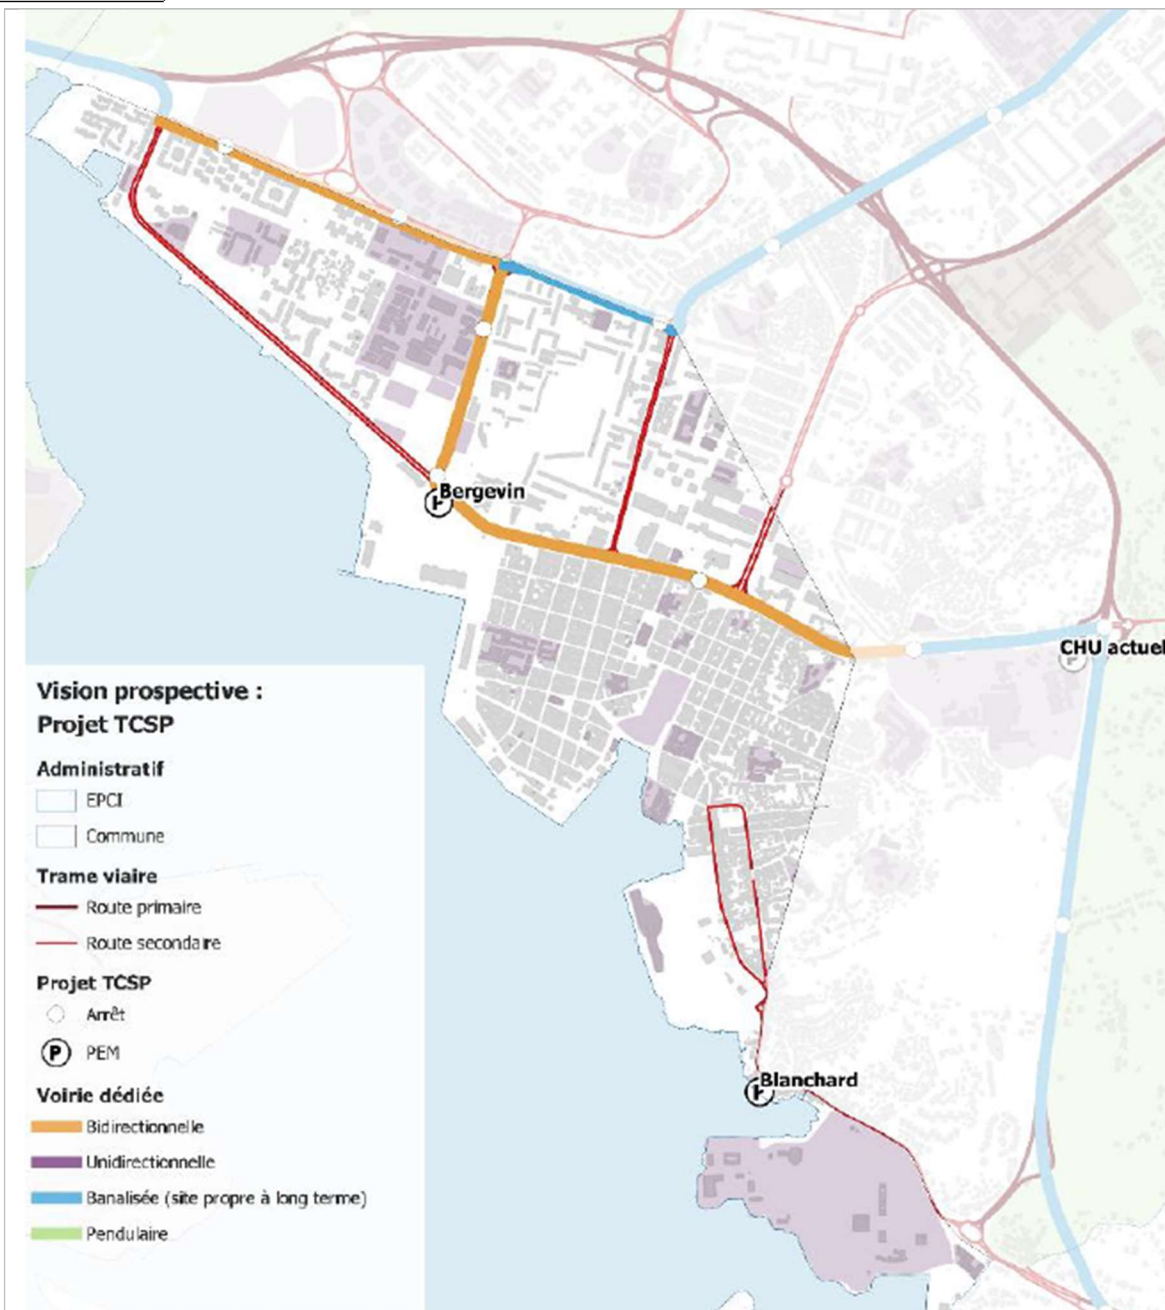 Bergevin
CHU actuel
Vision prospective :
Projet TCSP
Administratif
EPCI
Commune
Trame viaire
Route primaire
Route secondaire
Projet TCSP
Arrêt
P PEM
Voirie dédiée
Bidirectionnelle
Unidirectionnelle
Banalisée (site propre à long terme)
Pendulaire
Blanchard